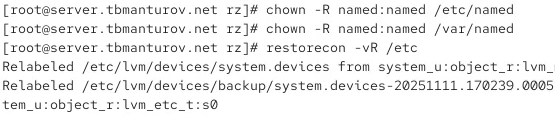 [root@server.tbmanturov.net rz]# chown -R named:named /etc/named
[root@server.tbmanturov.net rz]# chown -R named:named /var/named
[root@server.tbmanturov.net rz]# restorecon -vR /etc
Relabeled /etc/lvm/devices/system.devices from system_u:object_r:lvm_
Relabeled /etc/lvm/devices/backup/system.devices-20251111.170239.0005
tem_u:object_r:lvm_etc_t:s0